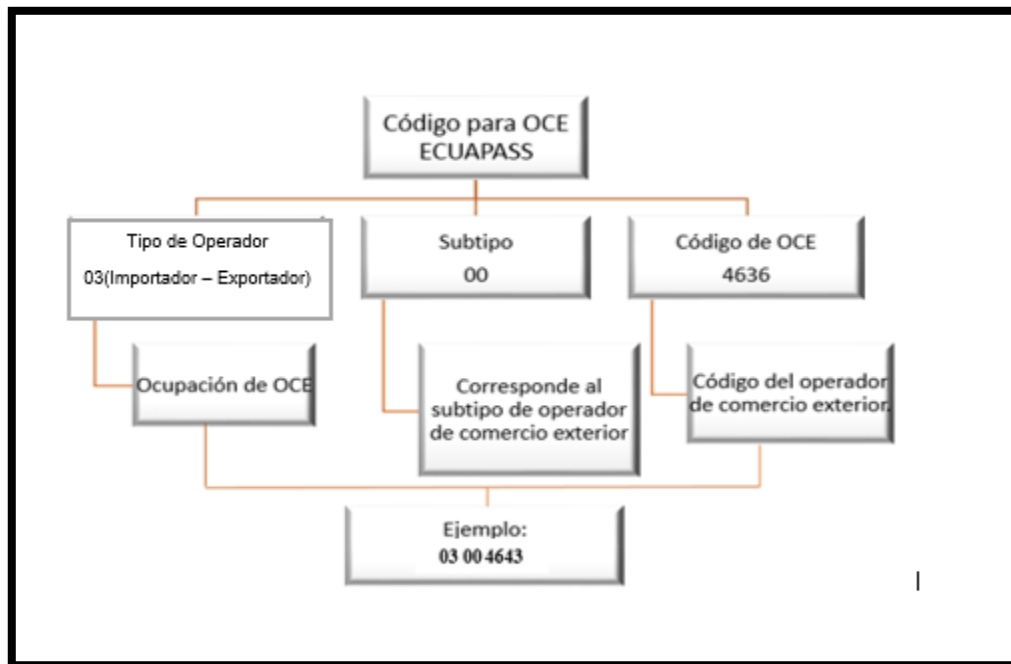 Código para OCE
ECUAPASS
Tipo de Operador
03(Importador – Exportador)
Subtipo
00
Código de OCE
4636
Ocupación de OCE
Corresponde al
subtipo de operador
de comercio exterior
Código del operador
de comercio exterior.
Ejemplo:
03 00 4643